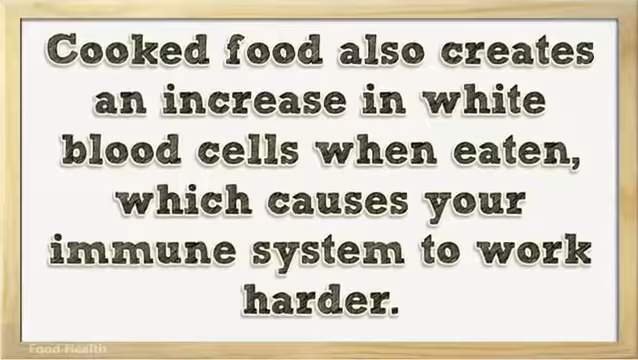 Cooked food also creates
an increase in white
blood cells when eaten,
which causes your
immune system to work
harder.
Food Health